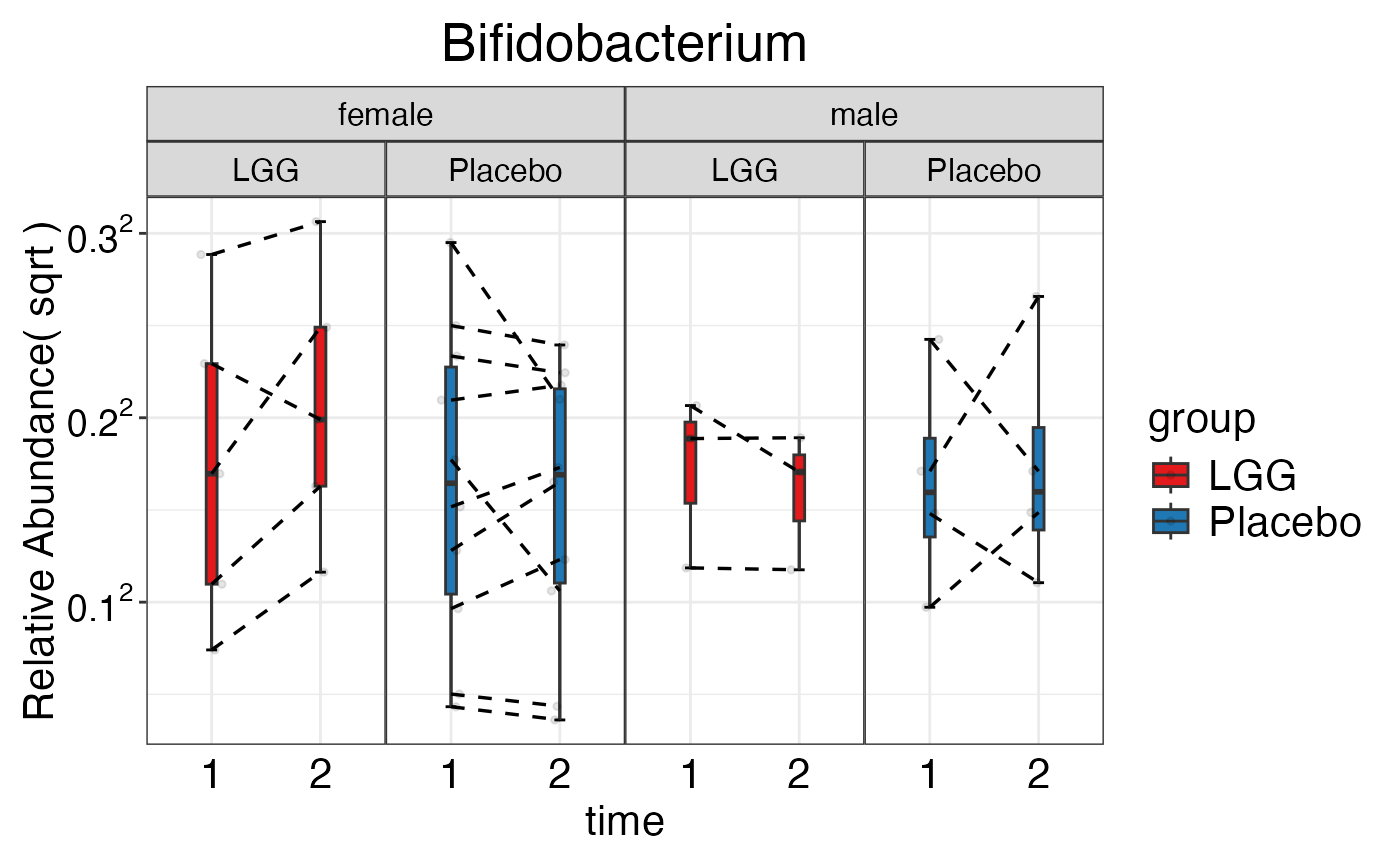 Bifidobacterium
female male
LGG Placebo LGG Placebo
Relative Abundance( sqrt )
0.3²
0.2²
0.1²
1 2 1 2 1 2 1 2
time
group
LGG
Placebo